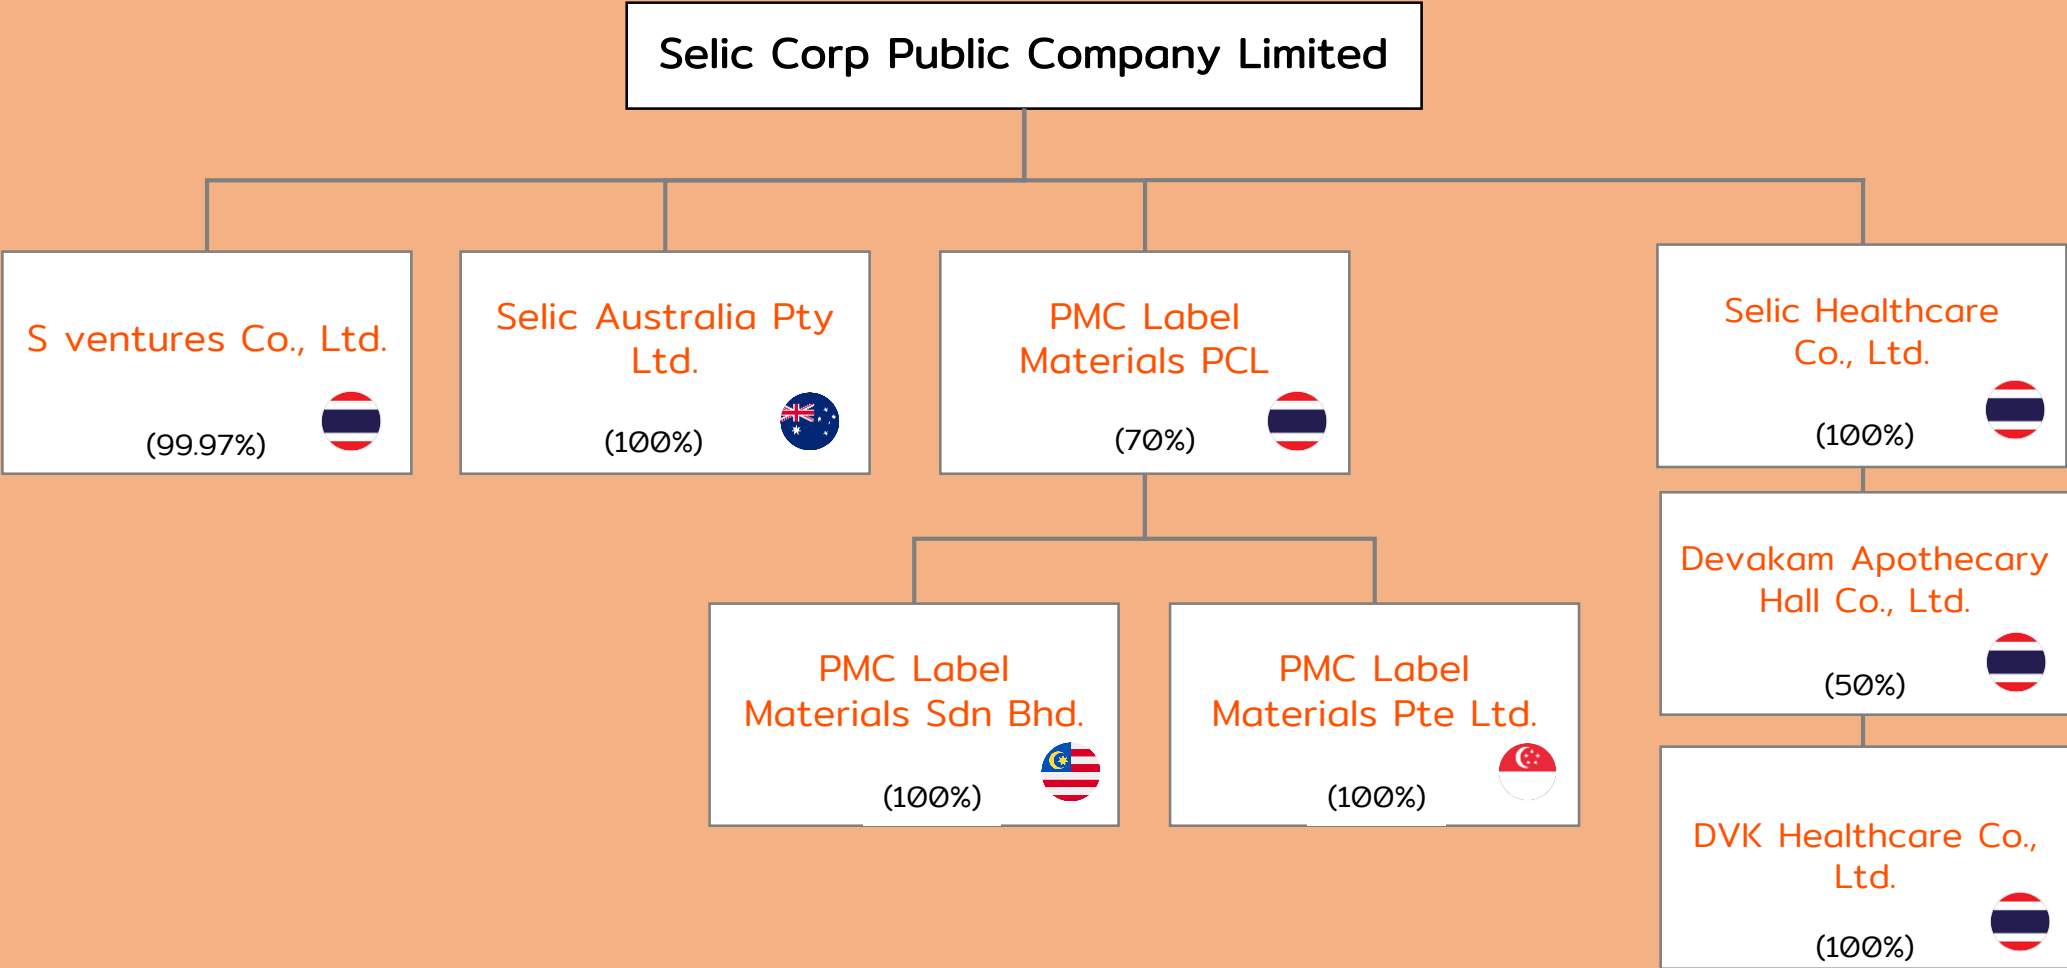 Selic Corp Public Company Limited
S ventures Co., Ltd.
(99.97%)
Selic Australia Pty
Ltd.
(100%)
PMC Label
Materials PCL
(70%)
Selic Healthcare
Co., Ltd.
(100%)
PMC Label
Materials Sdn Bhd.
(100%)
PMC Label
Materials Pte Ltd.
(100%)
Devakam Apothecary
Hall Co., Ltd.
(50%)
DVK Healthcare Co.,
Ltd.
(100%)